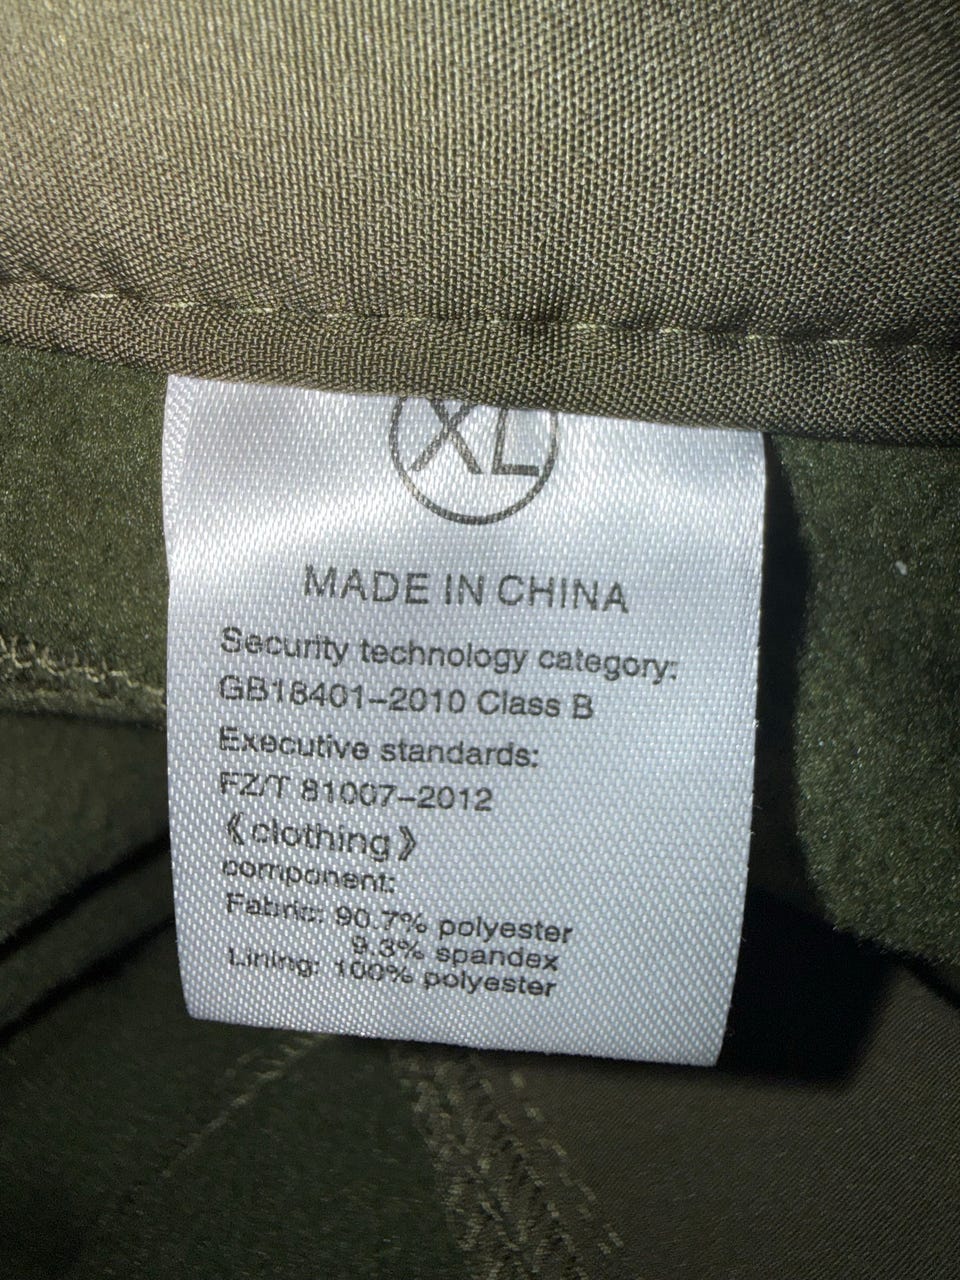 XL
MADE IN CHINA
Security technology category:
GB18401-2010 Class B
Executive standards:
FZ/T 81007-2012
《clothing》
component:
Fabric: 90.7% polyester
9.3% spandex
Lining: 100% polyester